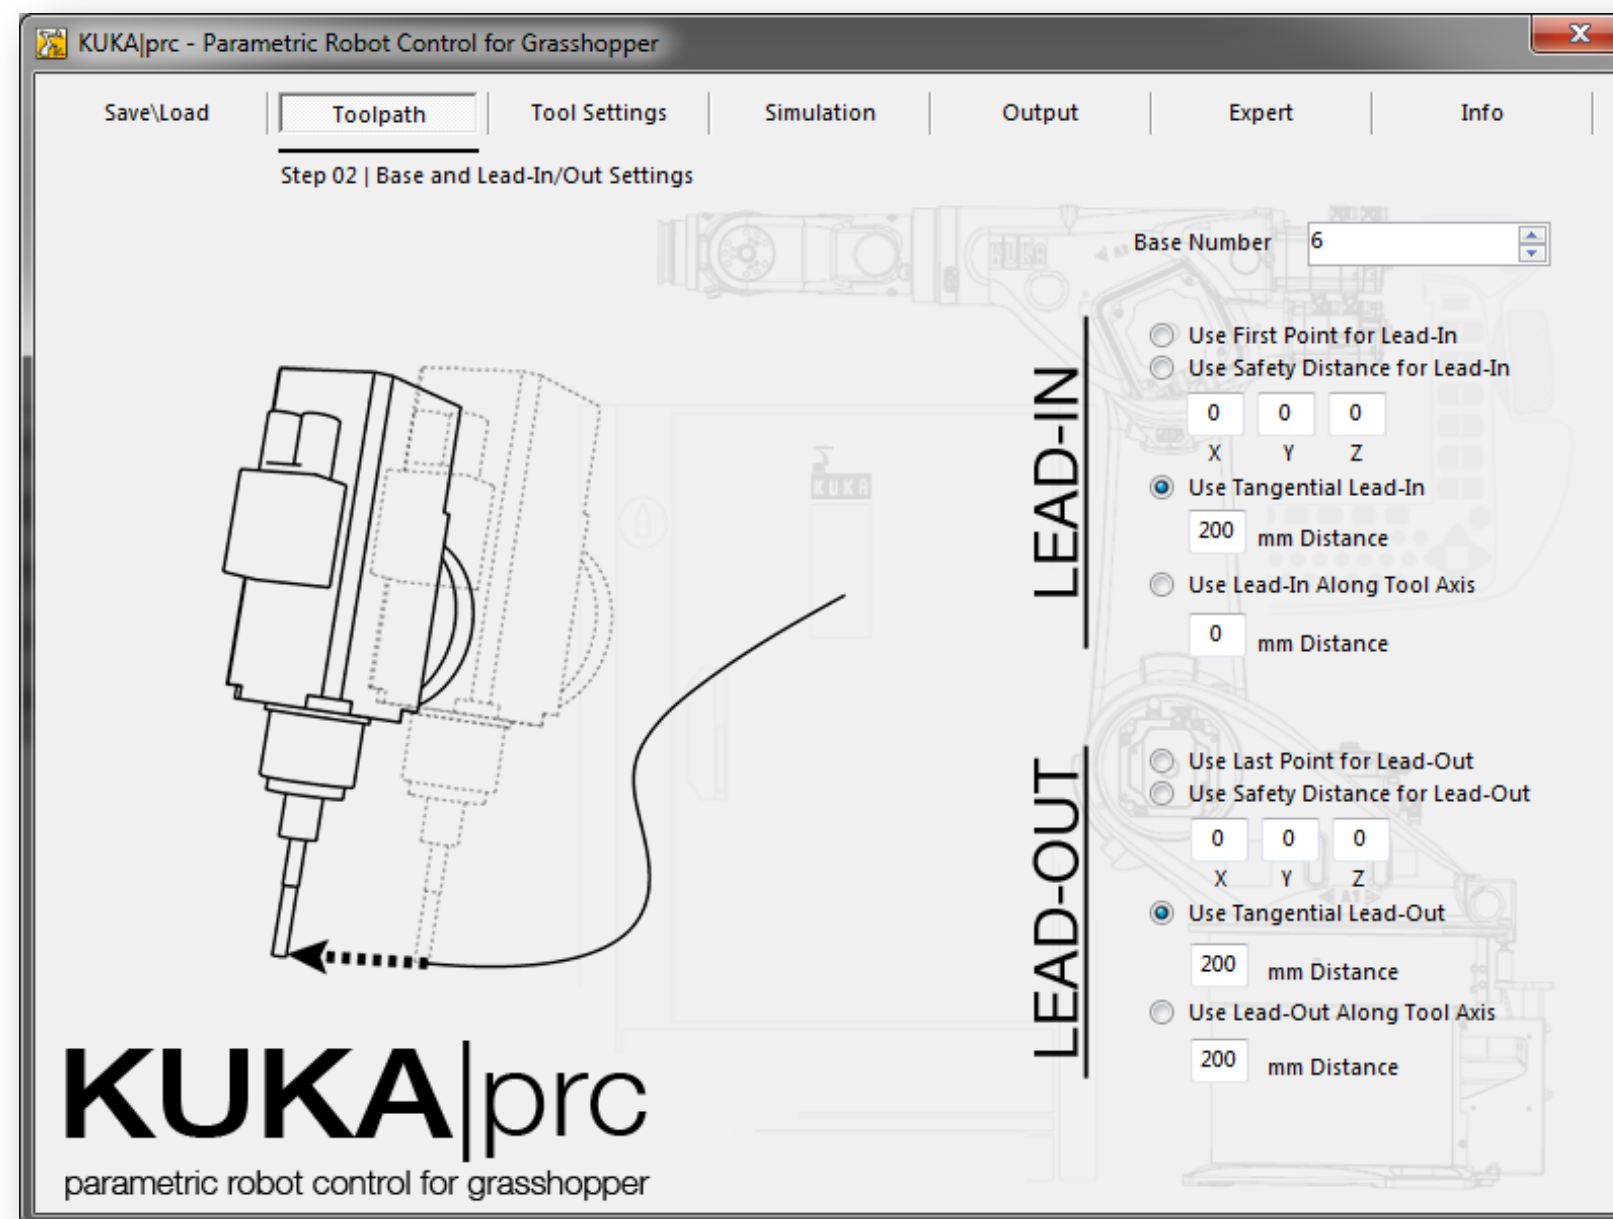 KUKA|prc - Parametric Robot Control for Grasshopper
Save\Load Toolpath Tool Settings Simulation Output Expert Info
Step 02 | Base and Lead-In/Out Settings
Base Number 6
LEAD-IN
Use First Point for Lead-In
Use Safety Distance for Lead-In
0 0 0
X Y Z
Use Tangential Lead-In
200 mm Distance
Use Lead-In Along Tool Axis
0 mm Distance
KUKA
KUKA
LEAD-OUT
Use Last Point for Lead-Out
Use Safety Distance for Lead-Out
0 0 0
X Y Z
A1
Use Tangential Lead-Out
200 mm Distance
Use Lead-Out Along Tool Axis
200 mm Distance
KUKA|prc
parametric robot control for grasshopper